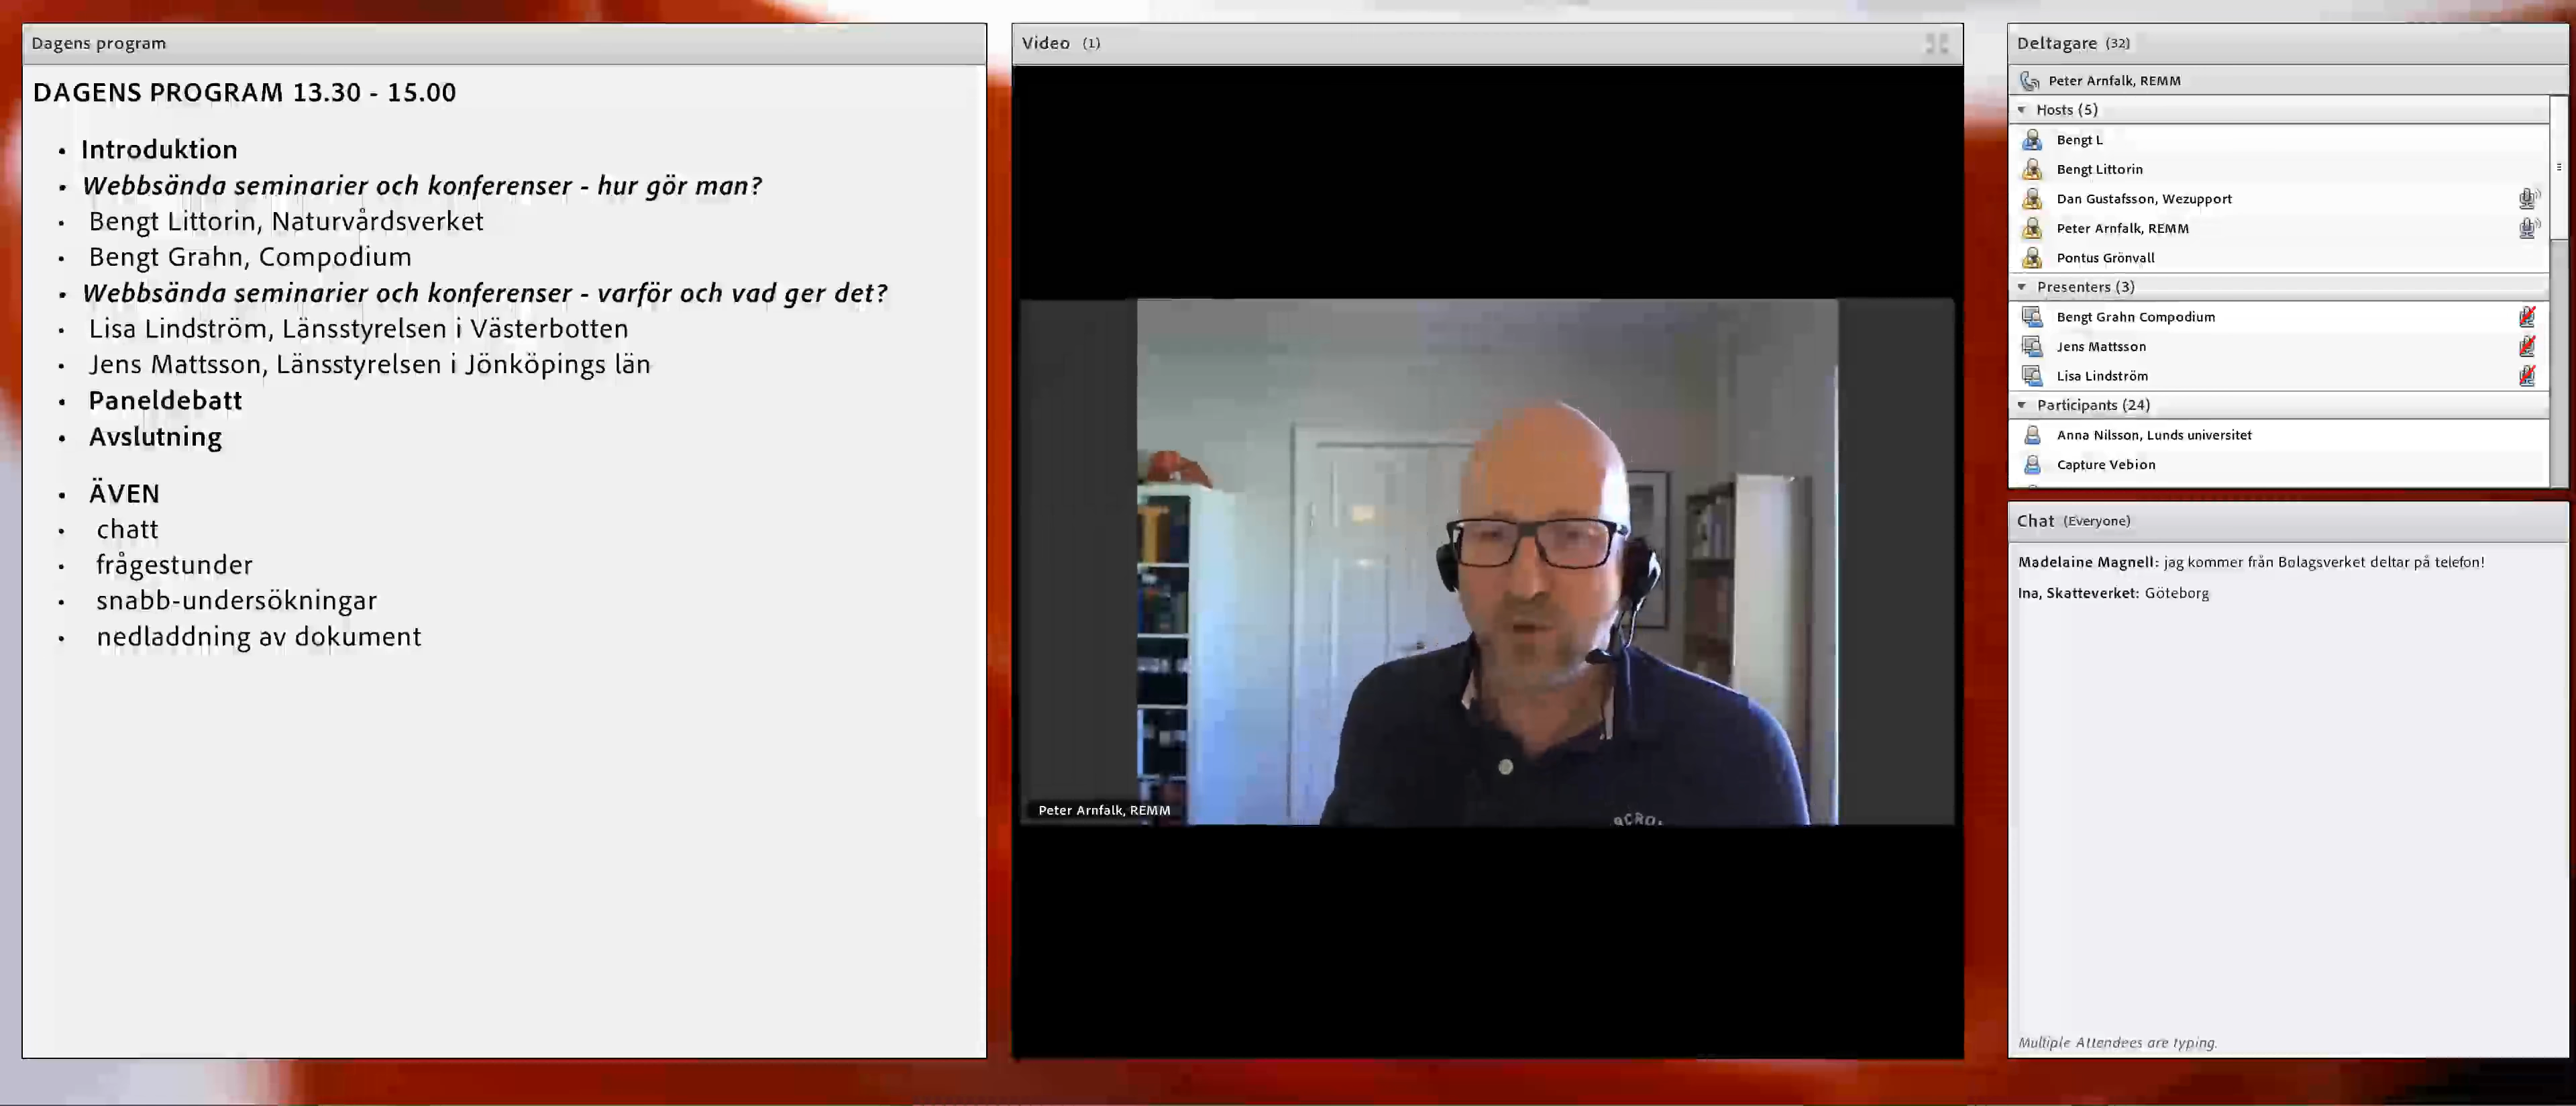 Dagens program
DAGENS PROGRAM 13.30 - 15.00
• Introduktion
• Webbsända seminarier och konferenser - hur gör man?
• Bengt Littorin, Naturvårdsverket
• Bengt Grahn, Compodium
• Webbsända seminarier och konferenser - varför och vad ger det?
• Lisa Lindström, Länsstyrelsen i Västerbotten
• Jens Mattsson, Länsstyrelsen i Jönköpings län
• Paneldebatt
• Avslutning
• ÄVEN
• chatt
• frågestunder
• snabb-undersökningar
• nedladdning av dokument
Video (1)
Peter Arnfalk, REMM
Deltagare (32)
Peter Arnfalk, REMM
Hosts (5)
Bengt L
Bengt Littorin
Dan Gustafsson, Wezupport
Peter Arnfalk, REMM
Pontus Grönvall
Presenters (3)
Bengt Grahn Compodium
Jens Mattsson
Lisa Lindström
Participants (24)
Anna Nilsson, Lunds universitet
Capture Vebion
Chat (Everyone)
Madelaine Magnell: jag kommer från Bolagsverket deltar på telefon!
Ina, Skatteverket: Göteborg
Multiple Attendees are typing.